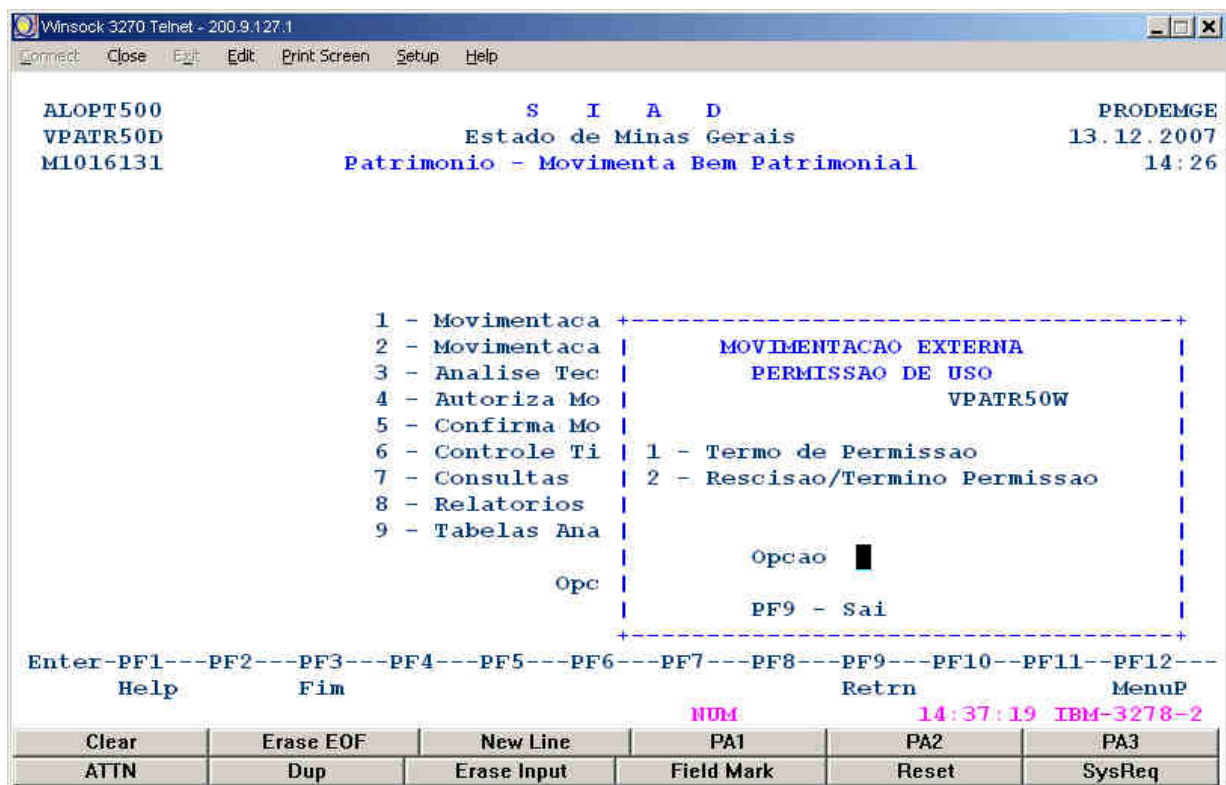 Winsock 3270 Telnet - 200.9.127.1
Connect Close Exit Edit Print Screen Setup Help
ALOPT500 S I A D PRODEMGE
VPATR50D Estado de Minas Gerais 13.12.2007
M1016131 Patrimonio - Movimenta Bem Patrimonial 14:26
1 - Movimentaca +------------------------------------+
2 - Movimentaca | MOVIMENTACAO EXTERNA |
3 - Analise Tec | PERMISSAO DE USO |
4 - Autoriza Mo | VPATR50W |
5 - Confirma Mo | |
6 - Controle Ti | 1 - Termo de Permissao |
7 - Consultas | 2 - Rescisao/Termino Permissao |
8 - Relatorios | |
9 - Tabelas Ana | |
| Opcao |
Opc | |
| PF9 - Sai |
+------------------------------------+
Enter-PF1---PF2---PF3---PF4---PF5---PF6---PF7---PF8---PF9---PF10--PF11--PF12---
Help Fim Retrn MenuP
NUM 14:37:19 IBM-3278-2
Clear Erase EOF New Line PA1 PA2 PA3
ATTN Dup Erase Input Field Mark Reset SysReq